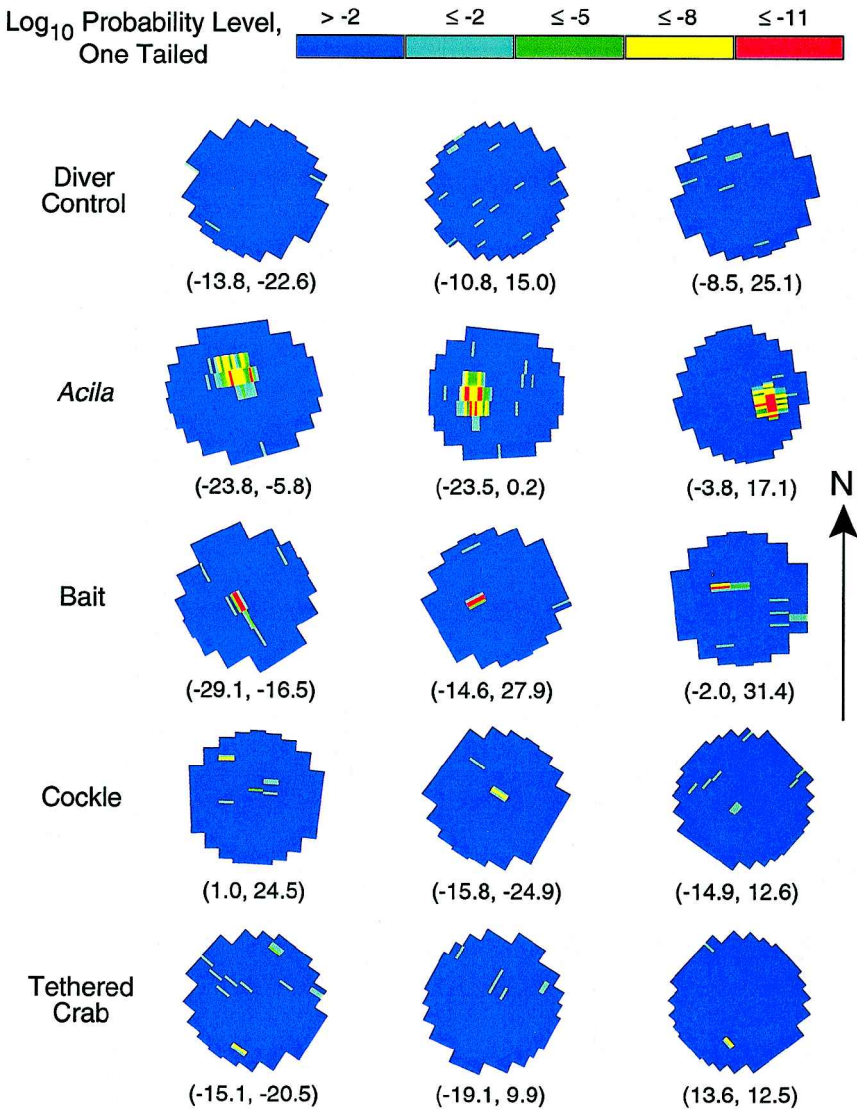 Log10 Probability Level, One Tailed
> -2 ≤ -2 ≤ -5 ≤ -8 ≤ -11
Diver Control
(-13.8, -22.6) (-10.8, 15.0) (-8.5, 25.1)
Acila
(-23.8, -5.8) (-23.5, 0.2) (-3.8, 17.1)
N
Bait
(-29.1, -16.5) (-14.6, 27.9) (-2.0, 31.4)
Cockle
(1.0, 24.5) (-15.8, -24.9) (-14.9, 12.6)
Tethered Crab
(-15.1, -20.5) (-19.1, 9.9) (13.6, 12.5)